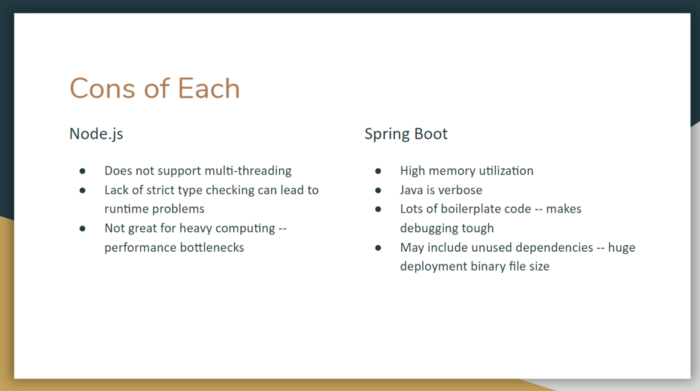 Cons of Each
Node.js
● Does not support multi-threading
● Lack of strict type checking can lead to
runtime problems
● Not great for heavy computing --
performance bottlenecks
Spring Boot
● High memory utilization
● Java is verbose
● Lots of boilerplate code -- makes
debugging tough
● May include unused dependencies -- huge
deployment binary file size